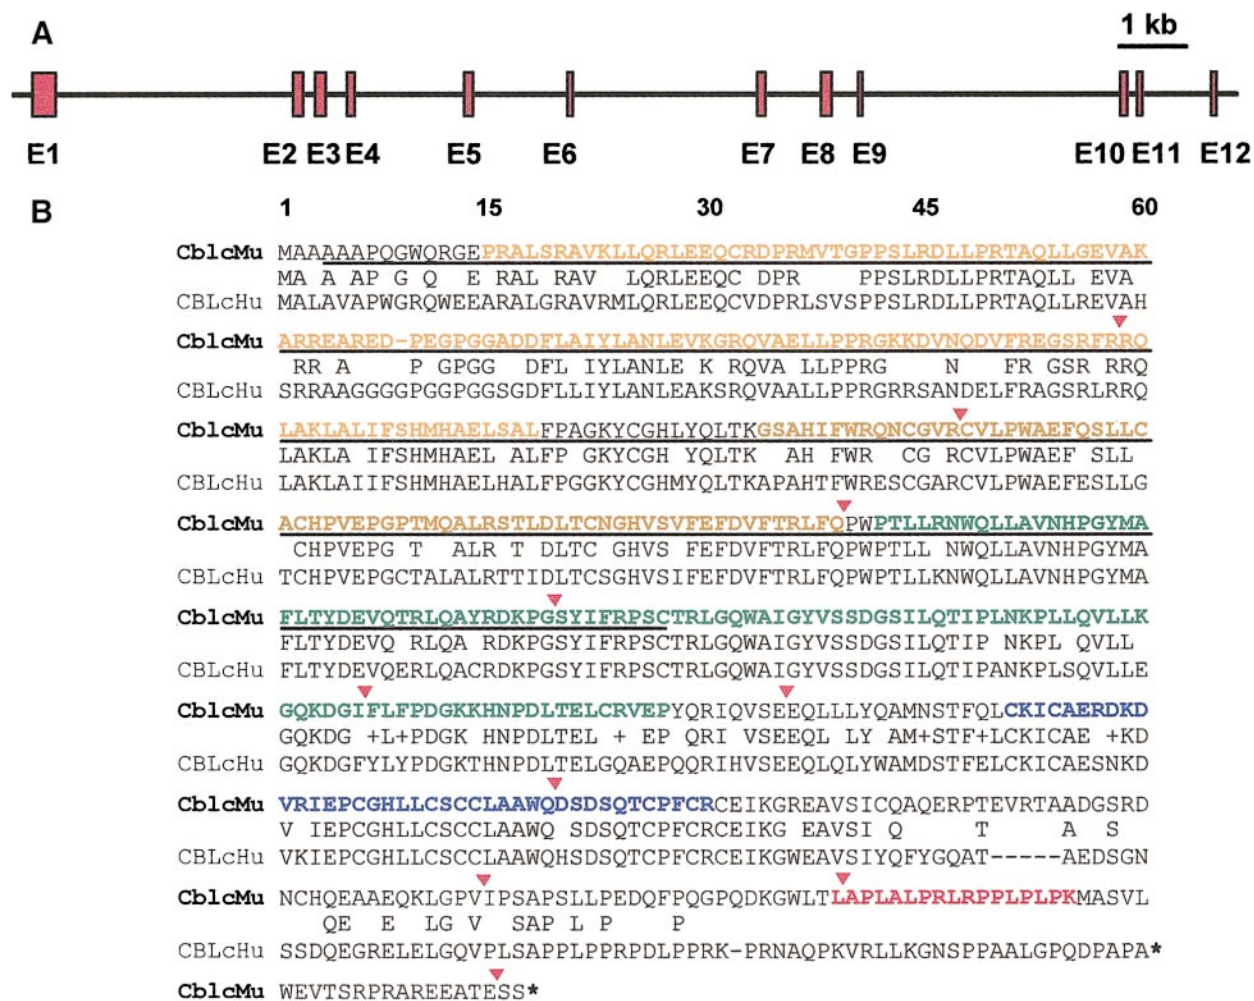 A
1 kb
E1 E2 E3 E4 E5 E6 E7 E8 E9 E10 E11 E12
B
1 15 30 45 60
CblcMu MAAAAAPQGWQRGEPRALSRAVKLLQRLEEQCRDPRMVTGPPSLRDLLPRTAQLLGEVAK
MA A AP G Q E RAL RAV LQRLEEQC DPR PPSLRDLLPRTAQLL EVA
CBLcHu MALAVAPWGRQWEEARALGRAVRMLQRLEEQCVDPRLSVSPPSLRDLLPRTAQLLREVAH
CblcMu ARREARED-PEGPGGADDFLAIYLANLEVKGRQVAELLPPRGKKDVNQDVFREGSRFRRQ
RR A P GPGG DFL IYLANLE K RQVA LLPPRG N FR GSR RRQ
CBLcHu SRRAAGGGGPGGPGGSGDFLLIYLANLEAKSRQVAALLPPRGRRSANDELFRAGSRLRRQ
CblcMu LAKLALIFSHMHAELSALFPAGKYCGHLYQLTKGSAHIFWRQNCGVRCVLPWAEFQSLLC
LAKLA IFSHMHAEL ALFP GKYCGH YQLTK AH FWR CG RCVLPWAEF SLL
CBLcHu LAKLAIIFSHMHAELHALFPGGKYCGHMYQLTKAPAHTFWRESCGARCVLPWAEFESLLG
CblcMu ACHPVEPGPTMQALRSTLDLTCNGHVSVFEFDVFTRLFQPWPTLLRNWQLLAVNHPGYMA
CHPVEPG T ALR T DLTC GHVS FEFDVFTRLFQPWPTLL NWQLLAVNHPGYMA
CBLcHu TCHPVEPGCTALALRTTIDLTCSGHVSIFEFDVFTRLFQPWPTLLKNWQLLAVNHPGYMA
CblcMu FLTYDEVQTRLQAYRDKPGSYIFRPSCTRLGQWAIGYVSSDGSILQTIPLNKPLLQVLLK
FLTYDEVQ RLQA RDKPGSYIFRPSCTRLGQWAIGYVSSDGSILQTIP NKPL QVLL
CBLcHu FLTYDEVQERLQACRDKPGSYIFRPSCTRLGQWAIGYVSSDGSILQTIPANKPLSQVLLE
CblcMu GQKDGIFLFPDGKKHNPDLTELCRVEPYQRIQVSEEQLLLYQAMNSTFQLCKICAERDKD
GQKDG +L+PDGK HNPDLTEL + EP QRI VSEEQL LY AM+STF+LCKICAE +KD
CBLcHu GQKDGFYLYPDGKTHNPDLTELGQAEPQQRIHVSEEQLQLYWAMDSTFELCKICAESNKD
CblcMu VRIEPCGHLLCSCCLAAWQDSDSQTCPFCRCEIKGREAVSICQAQERPTEVRTAADGSRD
V IEPCGHLLCSCCLAAWQ SDSQTCPFCRCEIKG EAVSI Q T A S
CBLcHu VKIEPCGHLLCSCCLAAWQHSDSQTCPFCRCEIKGWEAVSIYQFYGQAT-----AEDSGN
CblcMu NCHQEAAEQKLGPVIPSAPSLLPEDQFPQGPQDKGWLTLAPLALPRLRPPLPLPKMASVL
QE E LG V SAP L P P
CBLcHu SSDQEGRELELGQVPLSAPPLPPRPDLPPRK-PRNAQPKVRLLKGNSPPAALGPQDPAPA*
CblcMu WEVTSRPRAREEATESS*